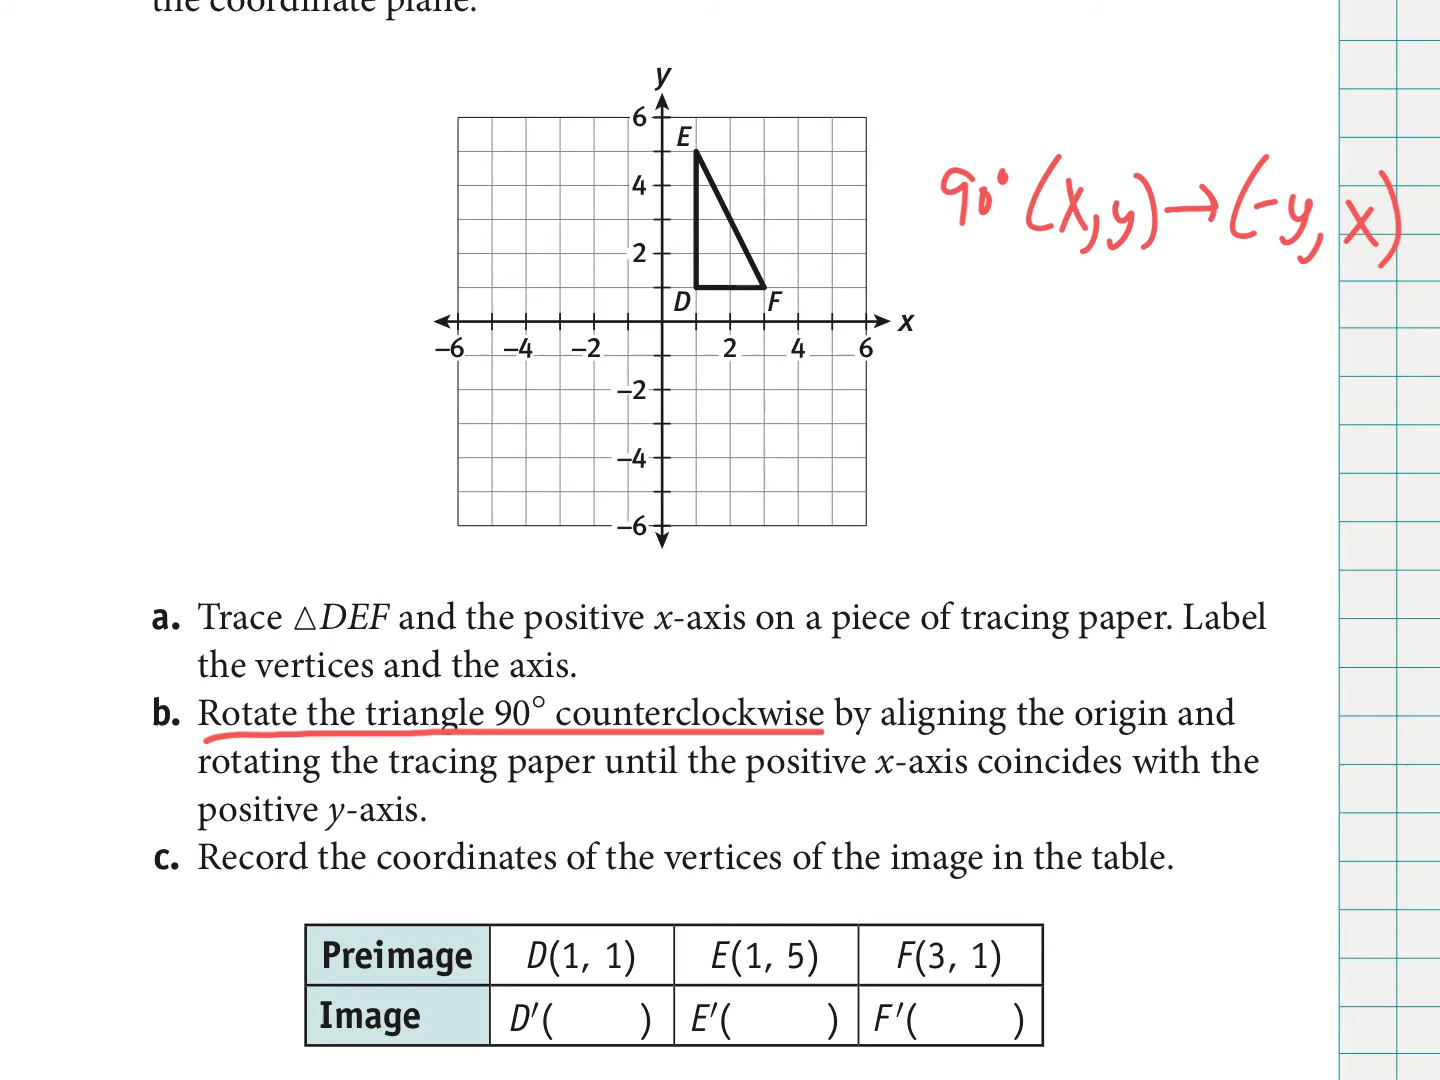 the coordinate plane.
y
6
E
4
2
D
F
x
–6
–4
–2
2
4
6
–2
–4
–6
90° (x,y)→(-y, x)
a. Trace △DEF and the positive x-axis on a piece of tracing paper. Label
the vertices and the axis.
b. Rotate the triangle 90° counterclockwise by aligning the origin and
rotating the tracing paper until the positive x-axis coincides with the
positive y-axis.
c. Record the coordinates of the vertices of the image in the table.
Preimage D(1, 1) E(1, 5) F(3, 1)
Image D′( ) E′( ) F′( )